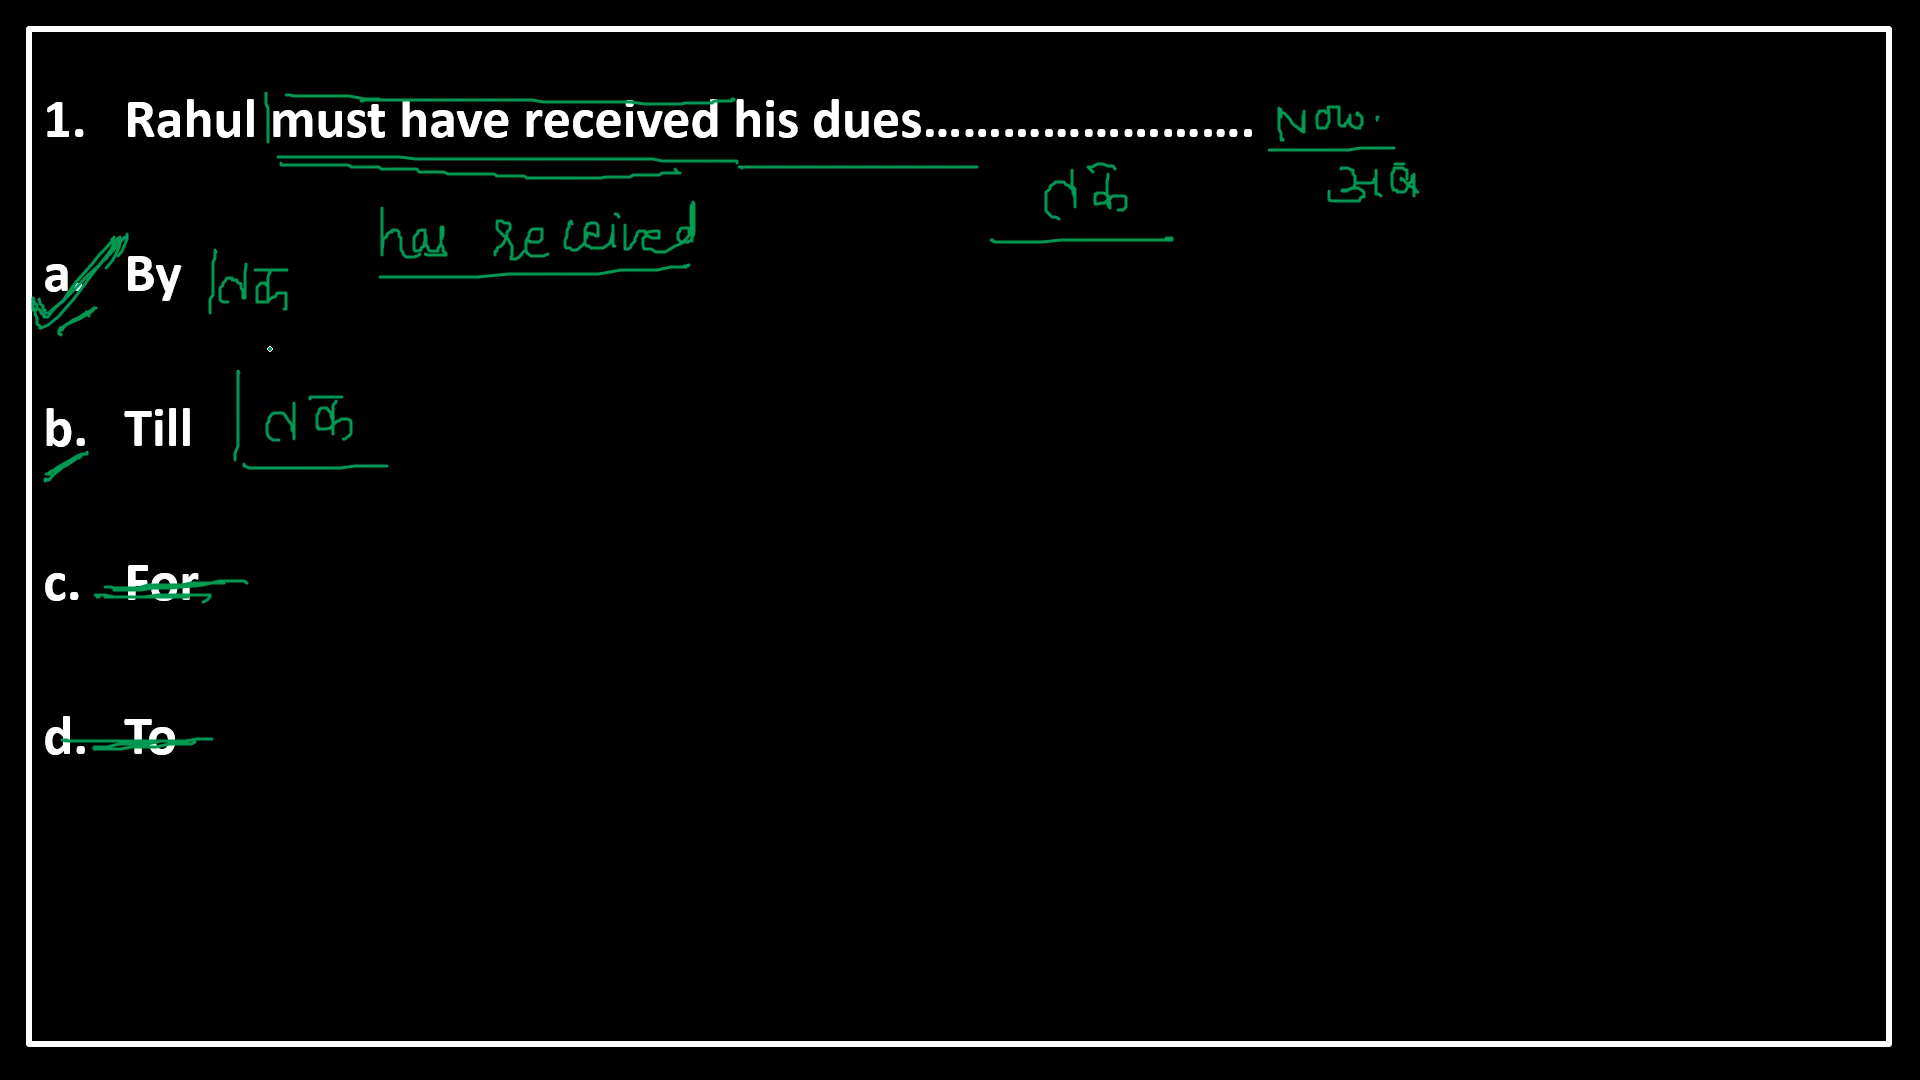 1. Rahul must have received his dues……………………. Now.
तक अब
has received
a. By तक
b. Till तक
c. For
d. To